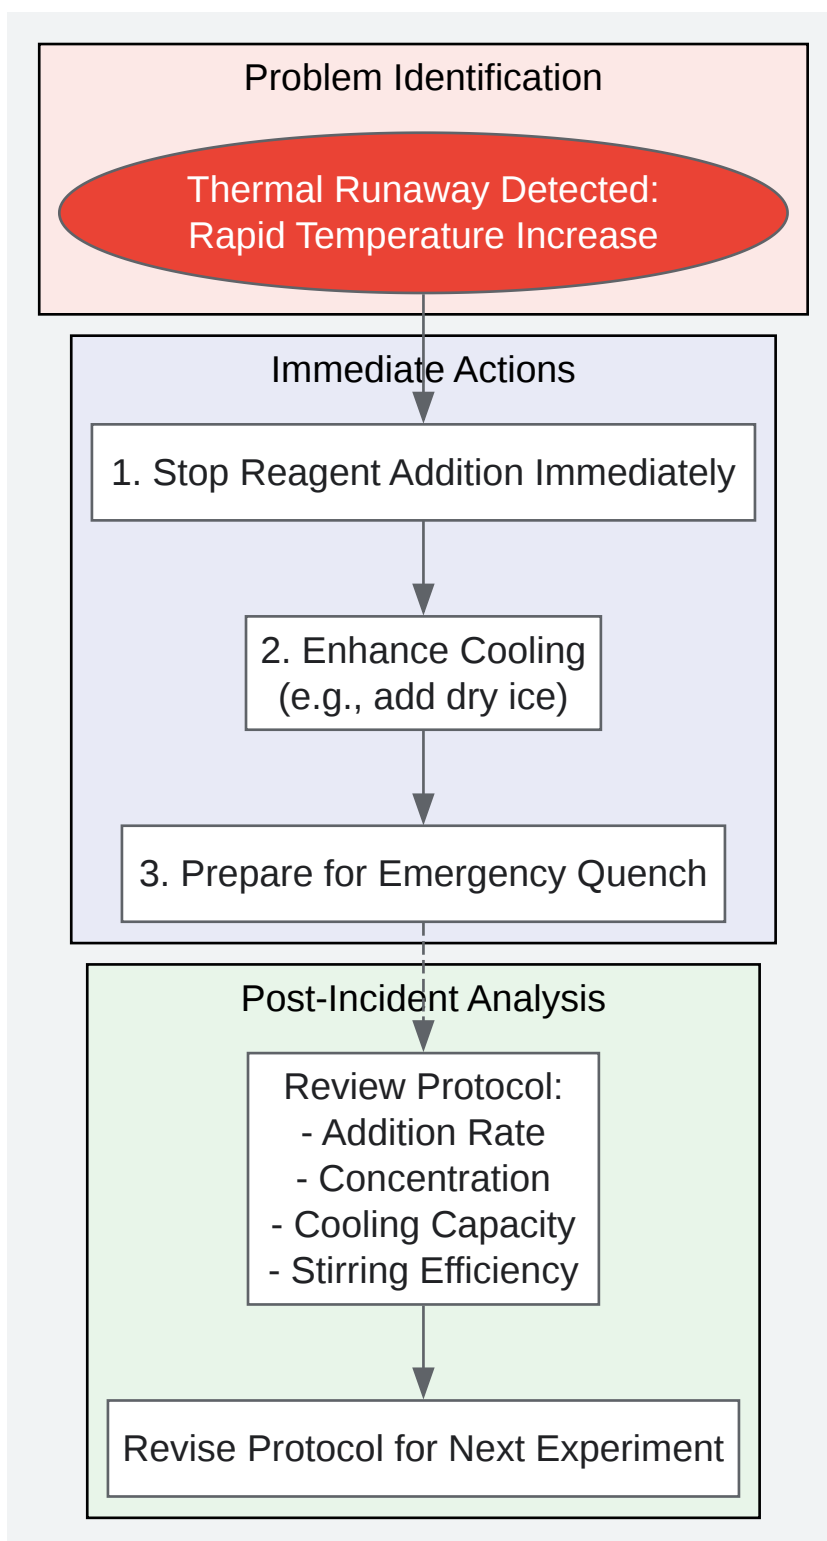 Problem Identification
Thermal Runaway Detected:
Rapid Temperature Increase
Immediate Actions
1. Stop Reagent Addition Immediately
2. Enhance Cooling
(e.g., add dry ice)
3. Prepare for Emergency Quench
Post-Incident Analysis
Review Protocol:
- Addition Rate
- Concentration
- Cooling Capacity
- Stirring Efficiency
Revise Protocol for Next Experiment